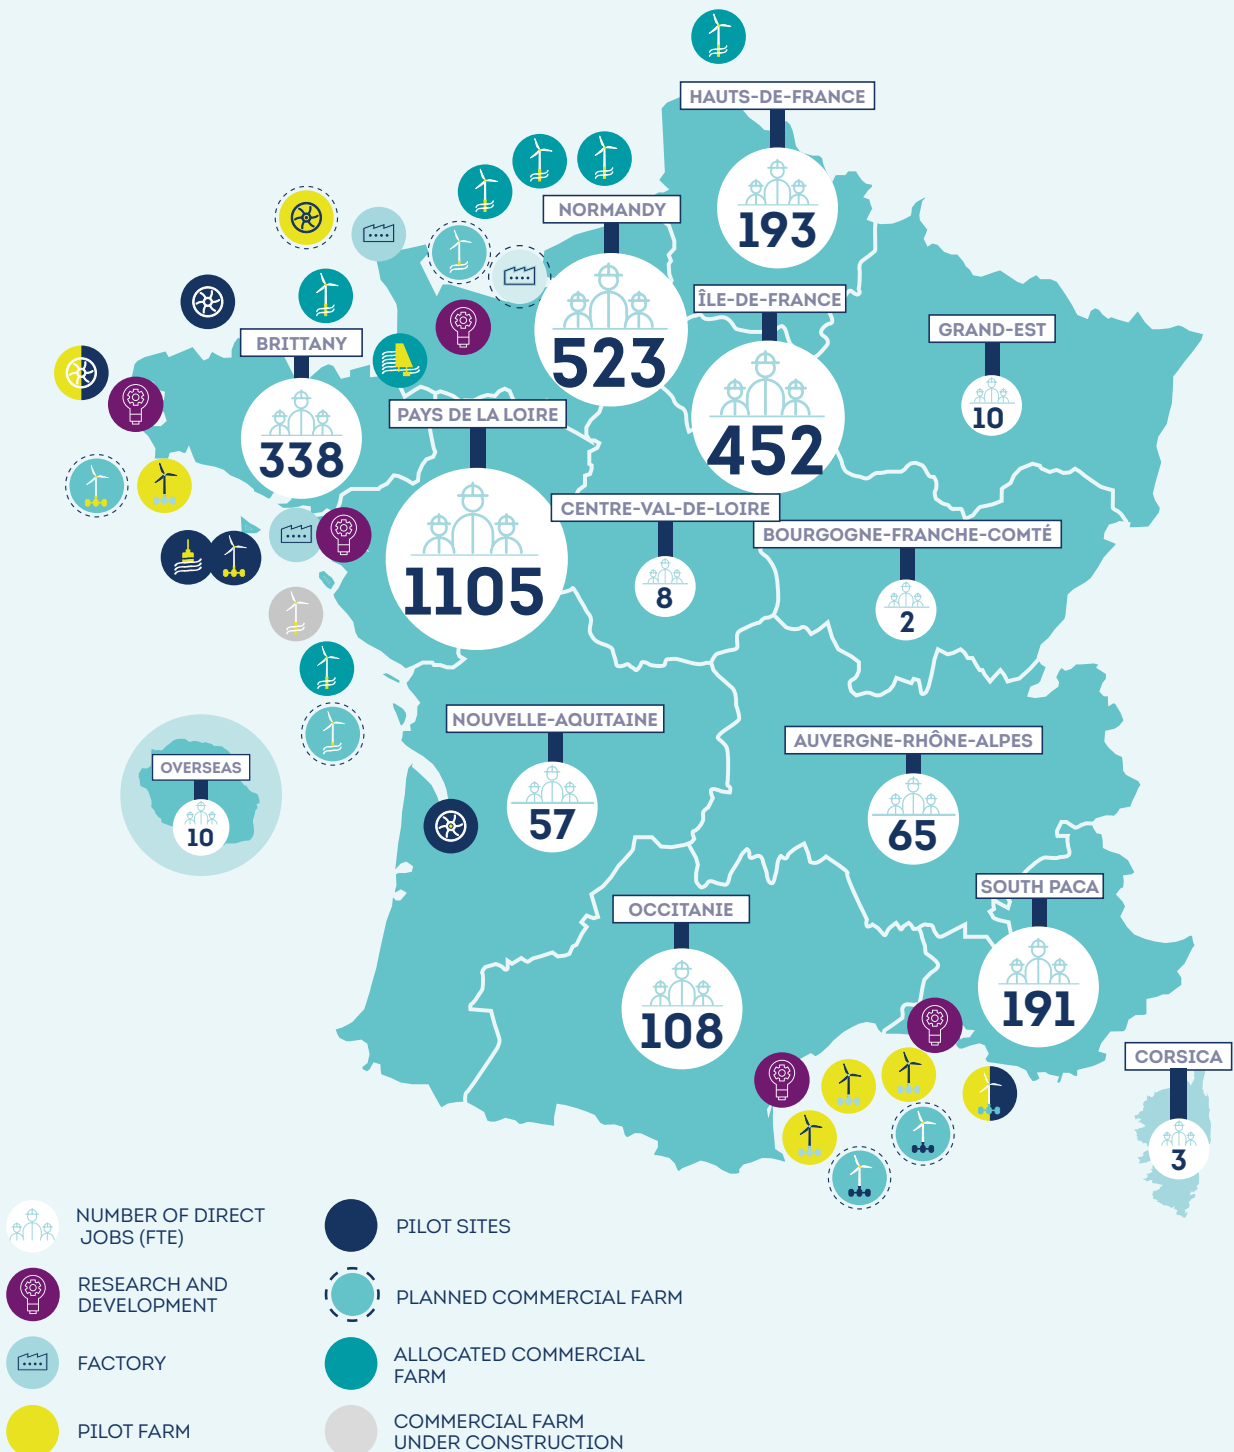 HAUTS-DE-FRANCE
193
NORMANDY
523
ÎLE-DE-FRANCE
452
GRAND-EST
10
BRITTANY
338
PAYS DE LA LOIRE
1105
CENTRE-VAL-DE-LOIRE
8
BOURGOGNE-FRANCHE-COMTÉ
2
NOUVELLE-AQUITAINE
57
AUVERGNE-RHÔNE-ALPES
65
OVERSEAS
10
OCCITANIE
108
SOUTH PACA
191
CORSICA
3
NUMBER OF DIRECT
JOBS (FTE)
RESEARCH AND
DEVELOPMENT
FACTORY
PILOT FARM
PILOT SITES
PLANNED COMMERCIAL FARM
ALLOCATED COMMERCIAL
FARM
COMMERCIAL FARM
UNDER CONSTRUCTION